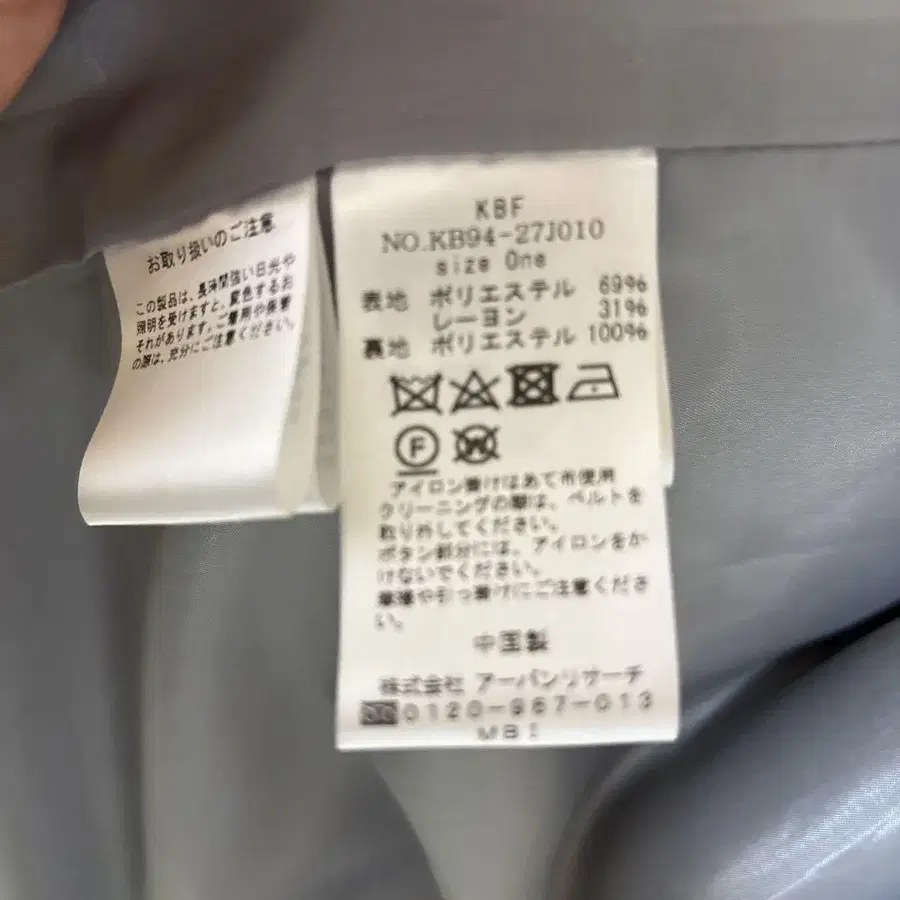 お取り扱いのご注意
この製品は、長時間強い日光や
照明を受けますと、変色するお
それがあります。ご着用や保管
の際は、充分にご注意ください。
KBF
NO.KB94-27J010
size One
表地 ポリエステル 69%
レーヨン 31%
裏地 ポリエステル 100%
F
W
アイロン掛けはあて布使用
クリーニングの際は、ベルトを
取り外してください。
ボタン部分には、アイロンをか
けないでください。
摩擦や引っ掛けにご注意くださ
い。
中国製
株式会社 アーバンリサーチ
0120-967-013
MBI